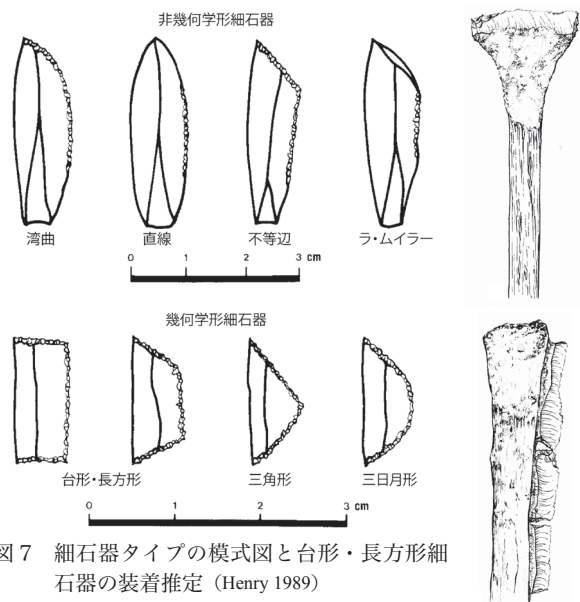 非幾何学形細石器
湾曲 直線 不等辺 ラ・ムイラー
0 1 2 3 cm
幾何学形細石器
台形・長方形 三角形 三日月形
0 1 2 3 cm
図7 細石器タイプの模式図と台形・長方形細
石器の装着推定（Henry 1989）